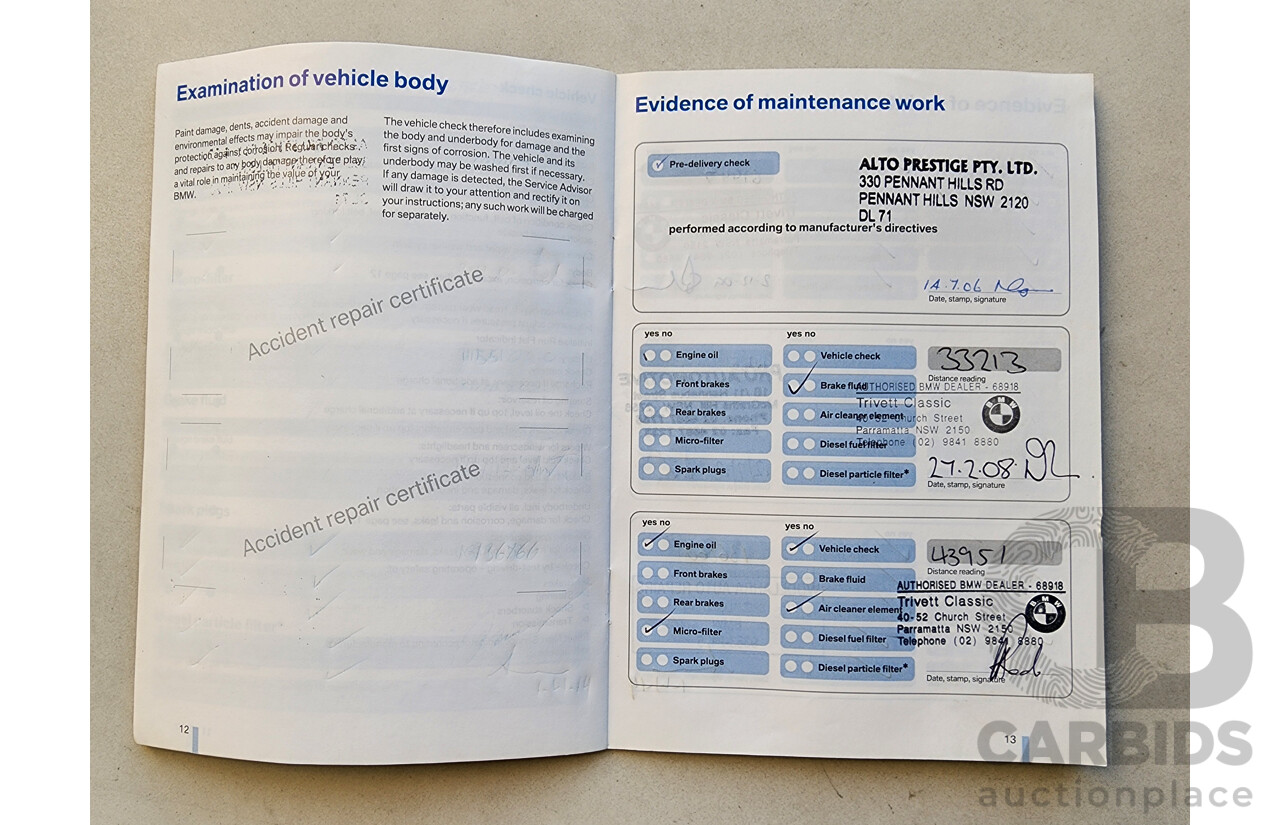 Examination of vehicle body
Paint damage, dents, accident damage and
environmental effects may impair the body's
protection against corrosion. Regular checks
and repairs to any body damage therefore play
a vital role in maintaining the value of your
BMW.
The vehicle check therefore includes examining
the body and underbody for damage and the
first signs of corrosion. The vehicle and its
underbody may be washed first if necessary.
If any damage is detected, the Service Advisor
will draw it to your attention and rectify it on
your instructions; any such work will be charged
for separately.
Accident repair certificate
Accident repair certificate
12
Evidence of maintenance work
Pre-delivery check
ALTO PRESTIGE PTY. LTD.
330 PENNANT HILLS RD
PENNANT HILLS NSW 2120
DL 71
performed according to manufacturer's directives
14.7.06
Date, stamp, signature
yes no
Engine oil
Front brakes
Rear brakes
Micro-filter
Spark plugs
yes no
Vehicle check
Brake fluid
Air cleaner element
Diesel fuel filter
Diesel particle filter*
33213
Distance reading
AUTHORISED BMW DEALER - 68918
Trivett Classic
40-52 Church Street
Parramatta NSW 2150
Telephone (02) 9841 8880
BMW
27.2.08
Date, stamp, signature
yes no
Engine oil
Front brakes
Rear brakes
Micro-filter
Spark plugs
yes no
Vehicle check
Brake fluid
Air cleaner element
Diesel fuel filter
Diesel particle filter*
43951
Distance reading
AUTHORISED BMW DEALER - 68918
Trivett Classic
40-52 Church Street
Parramatta NSW 2150
Telephone (02) 9841 8880
BMW
Date, stamp, signature
13
B
CARBIDS
auctionplace